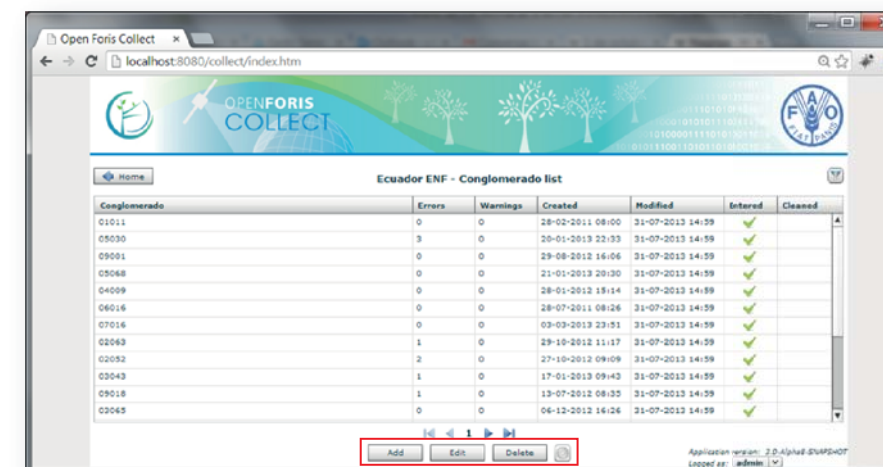 Open Foris Collect
localhost:8080/collect/index.htm
OPENFORIS
COLLECT
FAO
FIAT PANIS
Home
Ecuador ENF - Conglomerado list
Conglomerado Errors Warnings Created Modified Entered Cleaned
01011 0 0 28-02-2011 08:00 31-07-2013 14:59
05030 3 0 20-01-2013 22:33 31-07-2013 14:59
09001 0 0 29-08-2012 16:06 31-07-2013 14:59
05068 0 0 21-01-2013 20:30 31-07-2013 14:59
04009 0 0 28-01-2012 15:14 31-07-2013 14:59
06016 0 0 28-07-2011 08:26 31-07-2013 14:59
07016 0 0 03-03-2013 23:51 31-07-2013 14:59
02063 1 0 29-10-2012 11:17 31-07-2013 14:59
02052 2 0 27-10-2012 09:09 31-07-2013 14:59
03043 1 0 17-01-2013 09:43 31-07-2013 14:59
09018 1 0 13-07-2012 08:35 31-07-2013 14:59
02065 0 0 06-12-2012 16:26 31-07-2013 14:59
1
Add Edit Delete
Application version: 3.0-Alpha8-SNAPSHOT
Logged as: admin